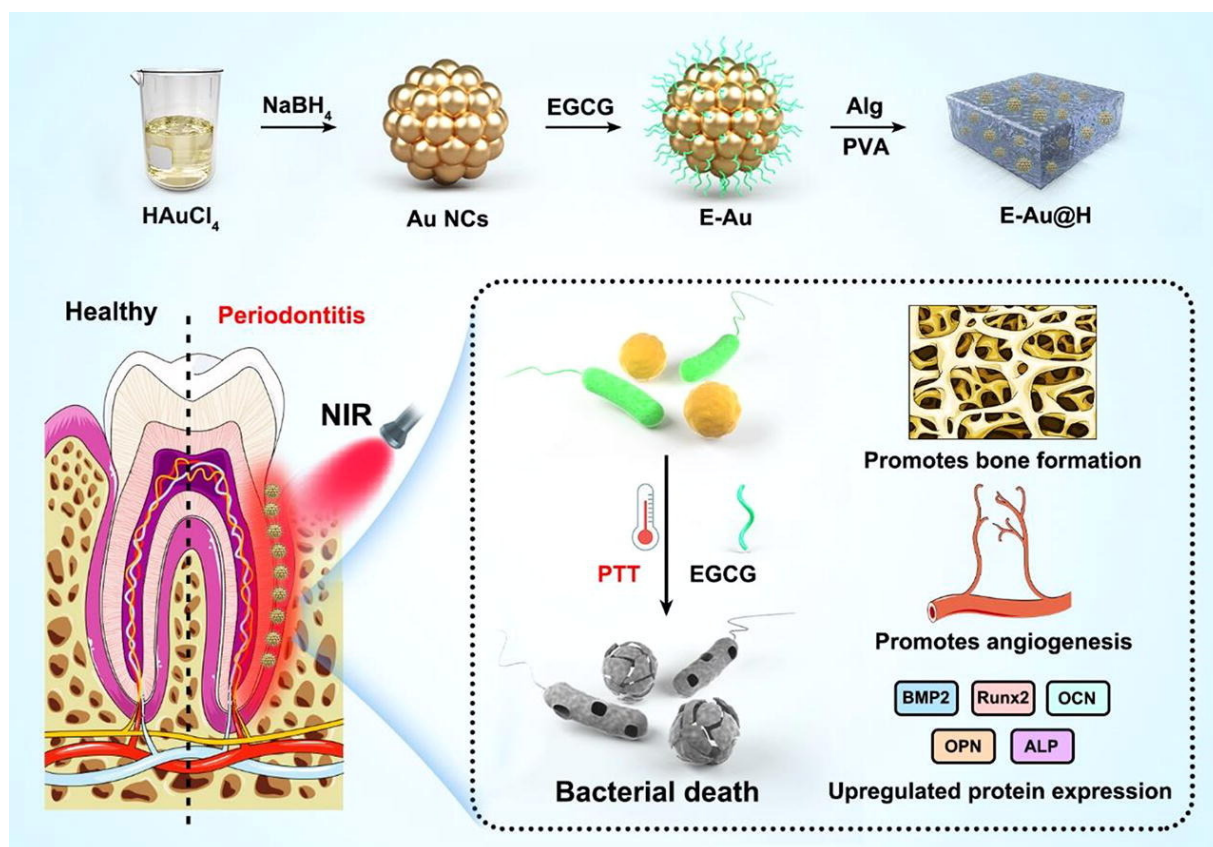 NaBH₄
EGCG
Alg
PVA
HAuCl₄
Au NCs
E-Au
E-Au@H
Healthy
Periodontitis
NIR
PTT
EGCG
Bacterial death
Promotes bone formation
Promotes angiogenesis
BMP2
Runx2
OCN
OPN
ALP
Upregulated protein expression